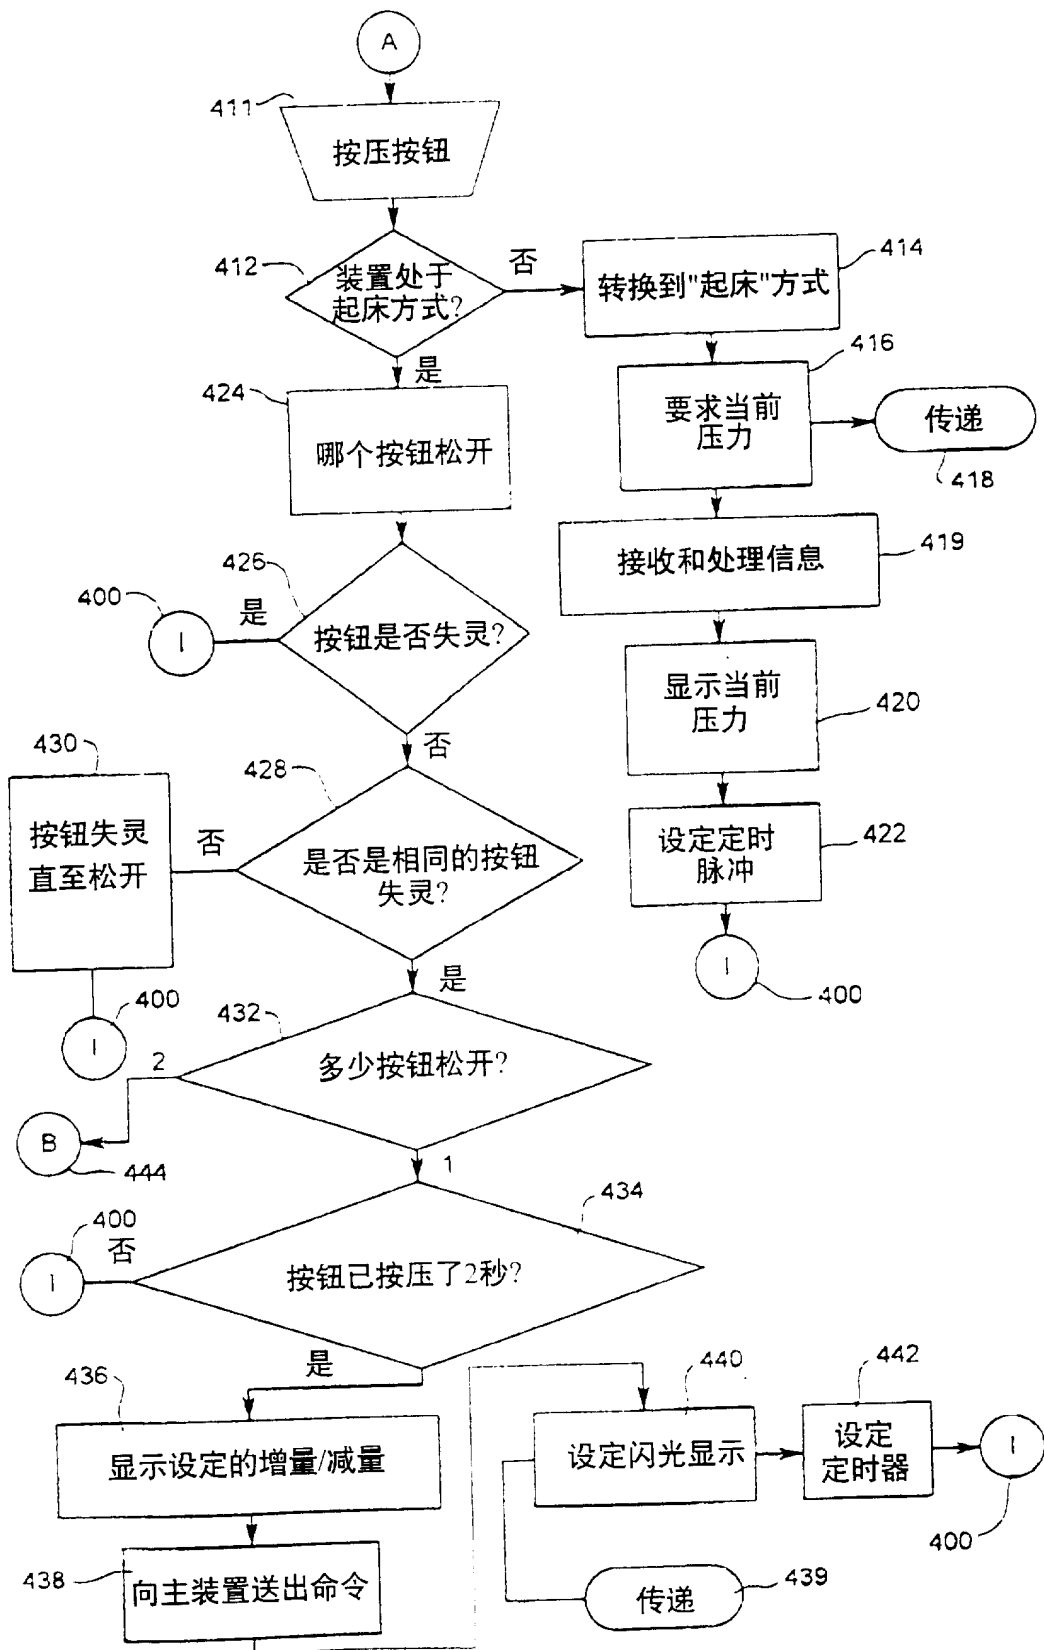 A
411
按压按钮
412
装置处于
起床方式?
否
转换到"起床"方式
414
是
424
哪个按钮松开
416
要求当前
压力
传递
418
接收和处理信息
419
426
400
是
I
按钮是否失灵?
显示当前
压力
420
否
430
428
按钮失灵
直至松开
否
是否是相同的按钮
失灵?
设定定时
脉冲
422
I
400
是
400
I
432
2
多少按钮松开?
B
444
1
434
400
否
I
按钮已按压了2秒?
是
436
显示设定的增量/减量
440
设定闪光显示
442
设定
定时器
I
400
438
向主装置送出命令
传递
439